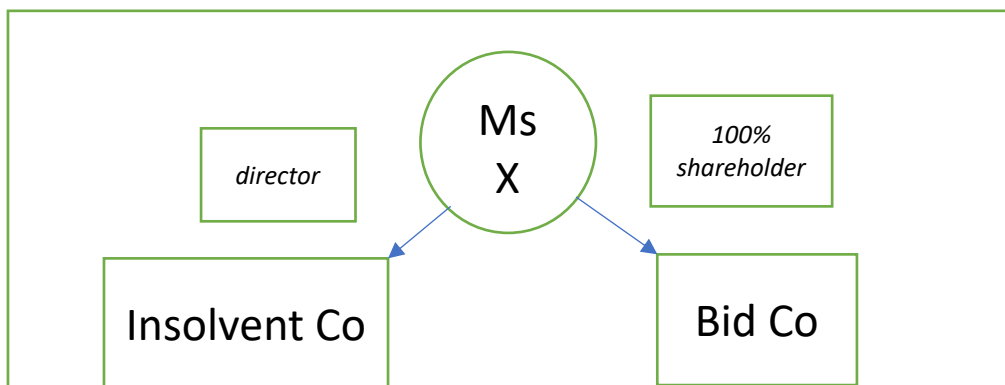 Ms
X
director
100%
shareholder
Insolvent Co
Bid Co